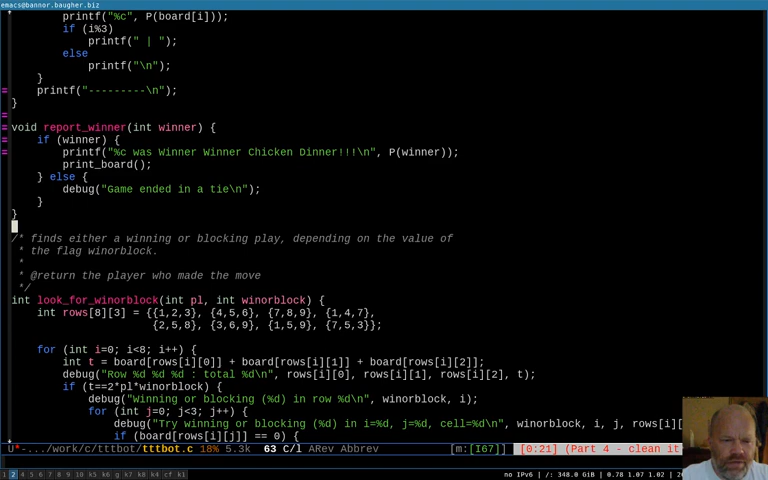 emacs@bannor.baugher.biz
printf("%c", P(board[i]));
if (i%3)
printf(" | ");
else
printf("\n");
}
printf("---------\n");
}
void report_winner(int winner) {
if (winner) {
printf("%c was Winner Winner Chicken Dinner!!!\n", P(winner));
print_board();
} else {
debug("Game ended in a tie\n");
}
}
/* finds either a winning or blocking play, depending on the value of
* the flag winorblock.
*
* @return the player who made the move
*/
int look_for_winorblock(int pl, int winorblock) {
int rows[8][3] = {{1,2,3}, {4,5,6}, {7,8,9}, {1,4,7},
{2,5,8}, {3,6,9}, {1,5,9}, {7,5,3}};
for (int i=0; i<8; i++) {
int t = board[rows[i][0]] + board[rows[i][1]] + board[rows[i][2]];
debug("Row %d %d %d : total %d\n", rows[i][0], rows[i][1], rows[i][2], t);
if (t==2*pl*winorblock) {
debug("Winning or blocking (%d) in row %d\n", winorblock, i);
for (int j=0; j<3; j++) {
debug("Try winning or blocking (%d) in i=%d, j=%d, cell=%d\n", winorblock, i, j, rows[i][
if (board[rows[i][j]] == 0) {
U*-.../work/c/tttbot/tttbot.c 18% 5.3k 63 C/l ARev Abbrev [m:[I67]] [0:21] (Part 4 - clean it
1 2 4 5 6 7 8 9 10 k5 k6 g k7 k8 k4 cf k1 no IPv6 | /: 348.0 GiB | 0.78 1.07 1.02 |